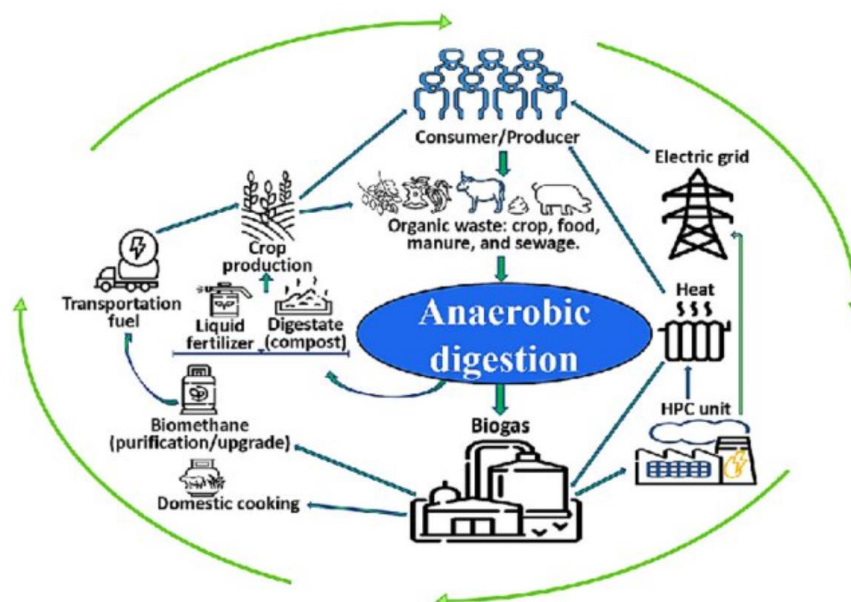 Consumer/Producer
Electric grid
Organic waste: crop, food,
manure, and sewage.
Crop
production
Transportation
fuel
Liquid
fertilizer
Digestate
(compost)
Anaerobic
digestion
Heat
HPC unit
Biogas
Biomethane
(purification/upgrade)
Domestic cooking